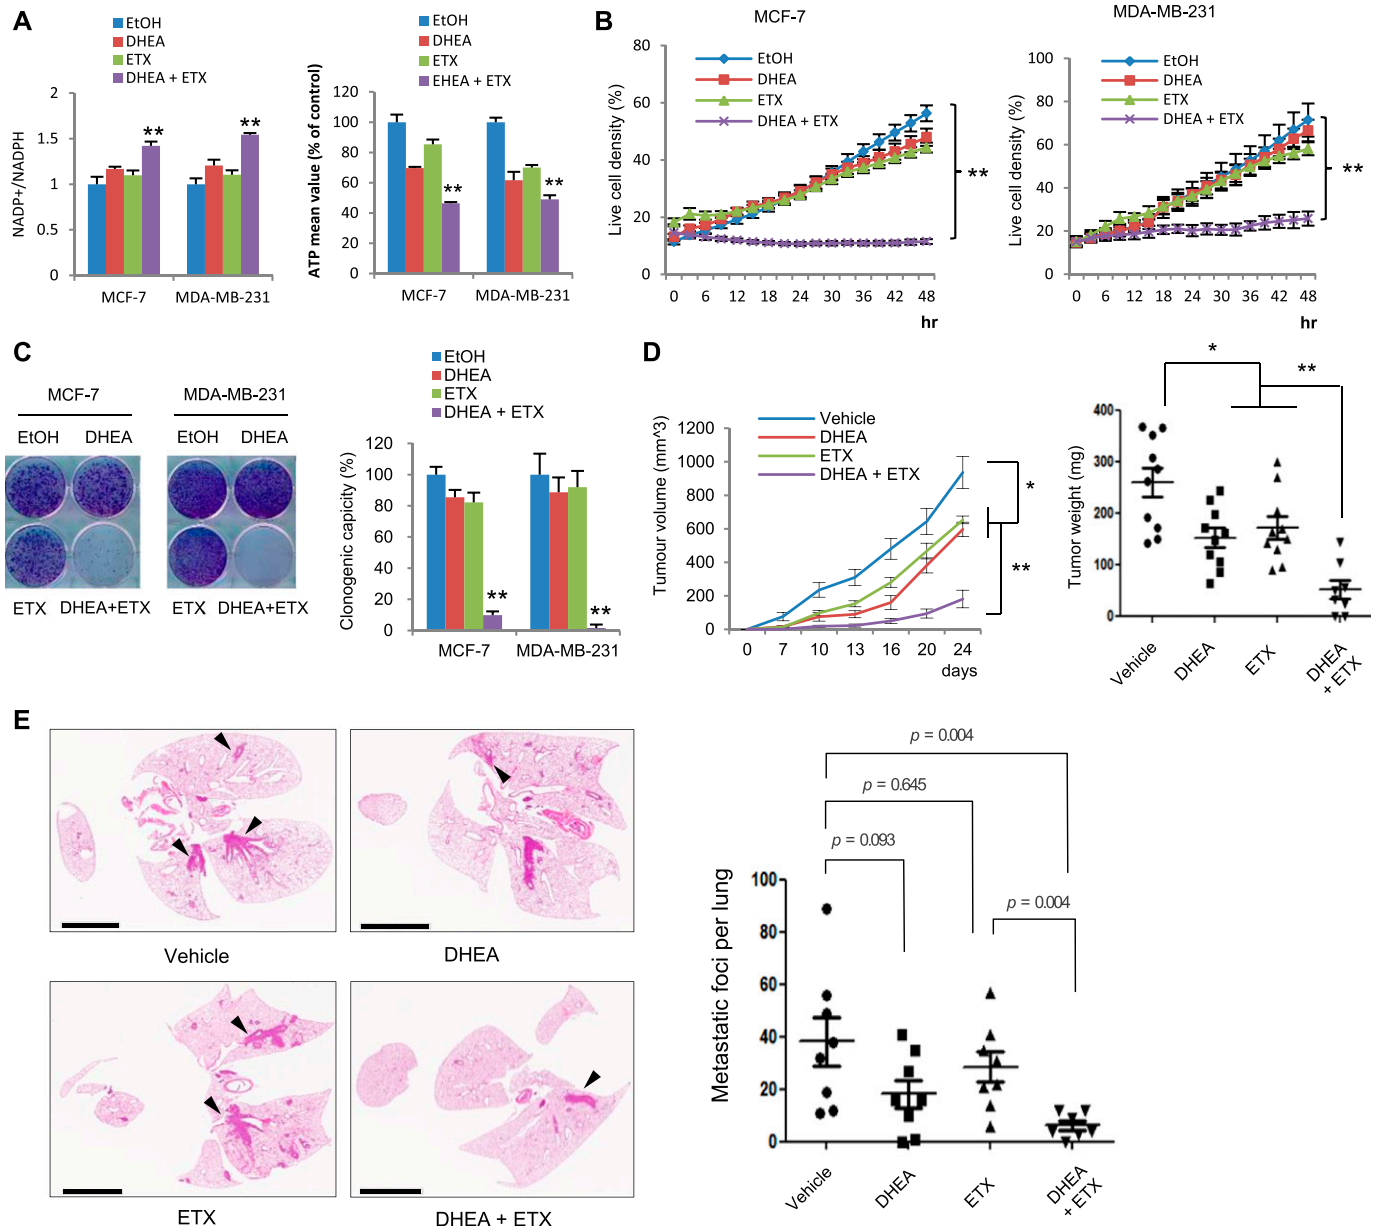 A
EtOH
DHEA
ETX
DHEA + ETX
NADP+/NADPH
2
1.5
1
0.5
0
MCF-7 MDA-MB-231
EtOH
DHEA
ETX
EHEA + ETX
ATP mean value (% of control)
120
100
80
60
40
20
0
** **
** **
MCF-7 MDA-MB-231
B
MCF-7
EtOH
DHEA
ETX
DHEA + ETX
Live cell density (%)
80
60
40
20
0
**
0 6 12 18 24 30 36 42 48
hr
MDA-MB-231
EtOH
DHEA
ETX
DHEA + ETX
Live cell density (%)
100
80
60
40
20
0
**
0 6 12 18 24 30 36 42 48
hr
C
MCF-7 MDA-MB-231
EtOH DHEA EtOH DHEA
ETX DHEA+ETX ETX DHEA+ETX
EtOH
DHEA
ETX
DHEA + ETX
Clonogenic capicity (%)
120
100
80
60
40
20
0
** **
MCF-7 MDA-MB-231
D
Vehicle
DHEA
ETX
DHEA + ETX
Tumour volume (mm^3)
1200
1000
800
600
400
200
0
*
**
0 7 10 13 16 20 24
days
* **
Tumor weight (mg)
400
300
200
100
0
Vehicle
DHEA
ETX
DHEA
+ ETX
E
Vehicle DHEA
ETX DHEA + ETX
p = 0.004
p = 0.645
p = 0.093
p = 0.004
Metastatic foci per lung
100
80
60
40
20
0
Vehicle
DHEA
ETX
DHEA
+ ETX